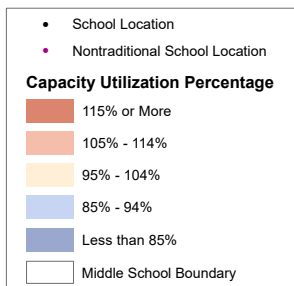 School Location
Nontraditional School Location
Capacity Utilization Percentage
115% or More
105% - 114%
95% - 104%
85% - 94%
Less than 85%
Middle School Boundary